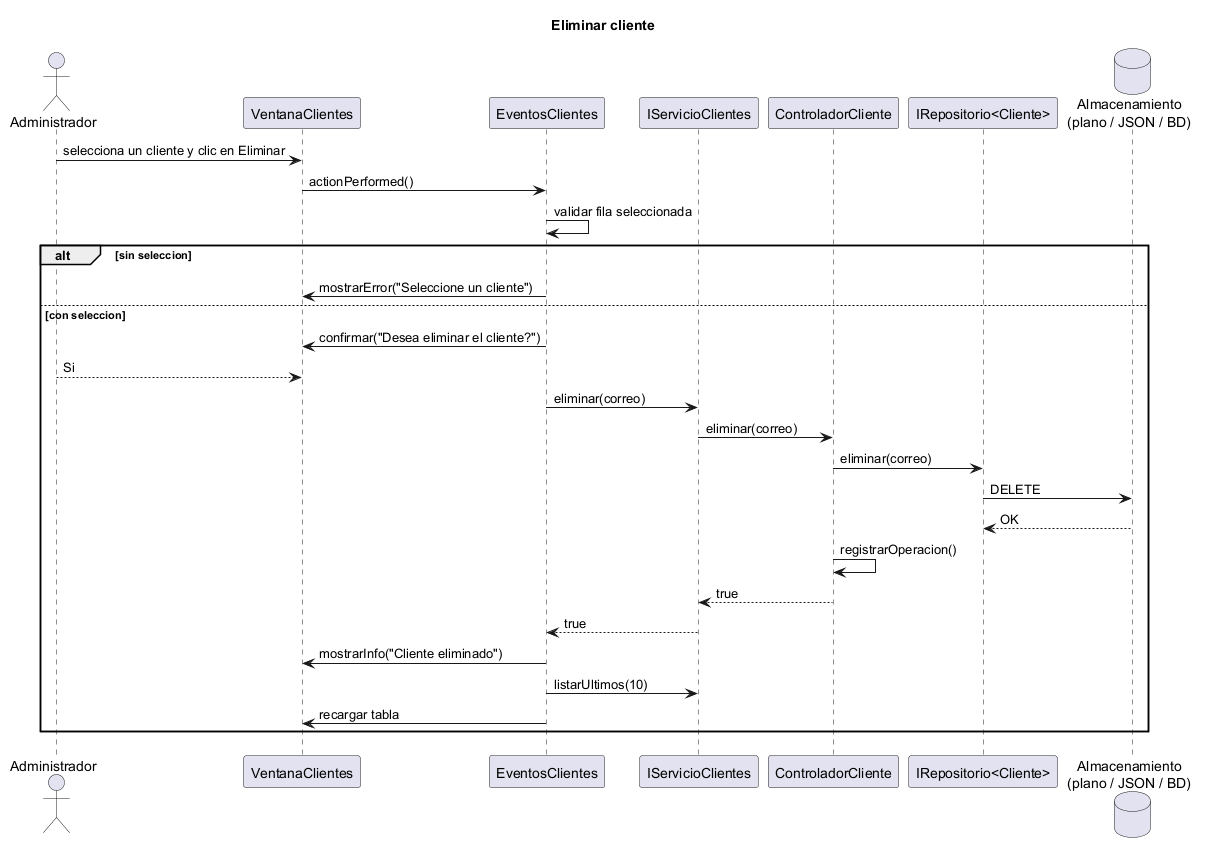 Eliminar cliente
Administrador
VentanaClientes
EventosClientes
IServicioClientes
ControladorCliente
IRepositorio<Cliente>
Almacenamiento
(plano / JSON / BD)
selecciona un cliente y clic en Eliminar
actionPerformed()
validar fila seleccionada
alt
[sin seleccion]
mostrarError("Seleccione un cliente")
[con seleccion]
confirmar("Desea eliminar el cliente?")
Si
eliminar(correo)
eliminar(correo)
eliminar(correo)
DELETE
OK
registrarOperacion()
true
true
mostrarInfo("Cliente eliminado")
listarUltimos(10)
recargar tabla
Administrador
VentanaClientes
EventosClientes
IServicioClientes
ControladorCliente
IRepositorio<Cliente>
Almacenamiento
(plano / JSON / BD)